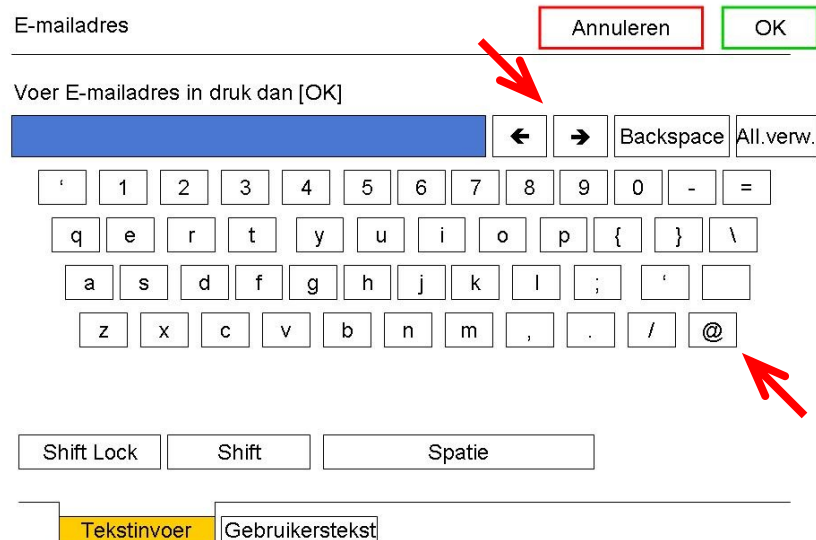 E-mailadres Annuleren OK
Voer E-mailadres in druk dan [OK]
🡸 🡺 Backspace All.verw.
‘ 1 2 3 4 5 6 7 8 9 0 - =
q e r t y u i o p { } \
a s d f g h j k l ; ‘
z x c v b n m , . / @
Shift Lock Shift Spatie
Tekstinvoer Gebruikerstekst